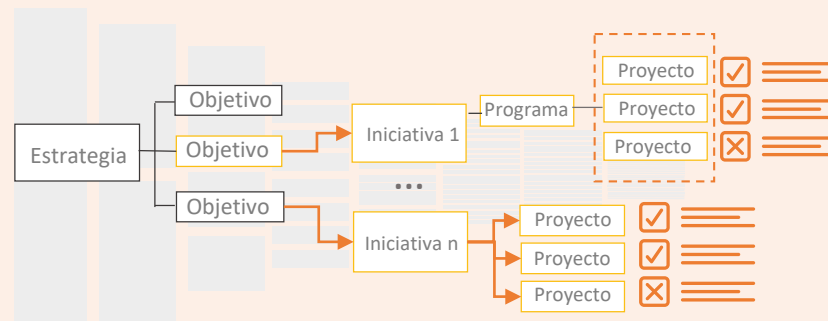 Estrategia
Objetivo
Objetivo
Objetivo
Iniciativa 1
...
Iniciativa n
Programa
Proyecto
Proyecto
Proyecto
Proyecto
Proyecto
Proyecto